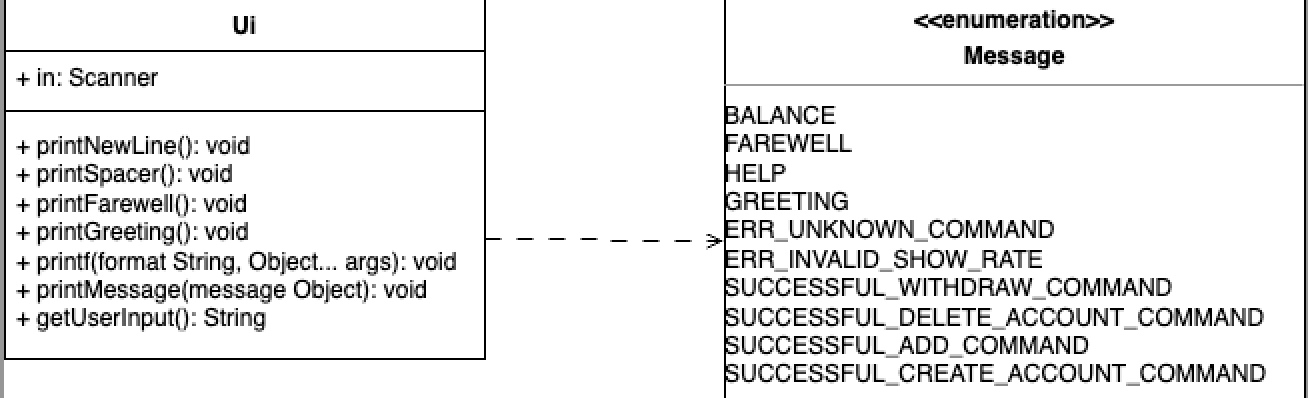 Ui
+ in: Scanner
+ printNewLine(): void
+ printSpacer(): void
+ printFarewell(): void
+ printGreeting(): void
+ printf(format String, Object... args): void
+ printMessage(message Object): void
+ getUserInput(): String
<<enumeration>>
Message
BALANCE
FAREWELL
HELP
GREETING
ERR_UNKNOWN_COMMAND
ERR_INVALID_SHOW_RATE
SUCCESSFUL_WITHDRAW_COMMAND
SUCCESSFUL_DELETE_ACCOUNT_COMMAND
SUCCESSFUL_ADD_COMMAND
SUCCESSFUL_CREATE_ACCOUNT_COMMAND